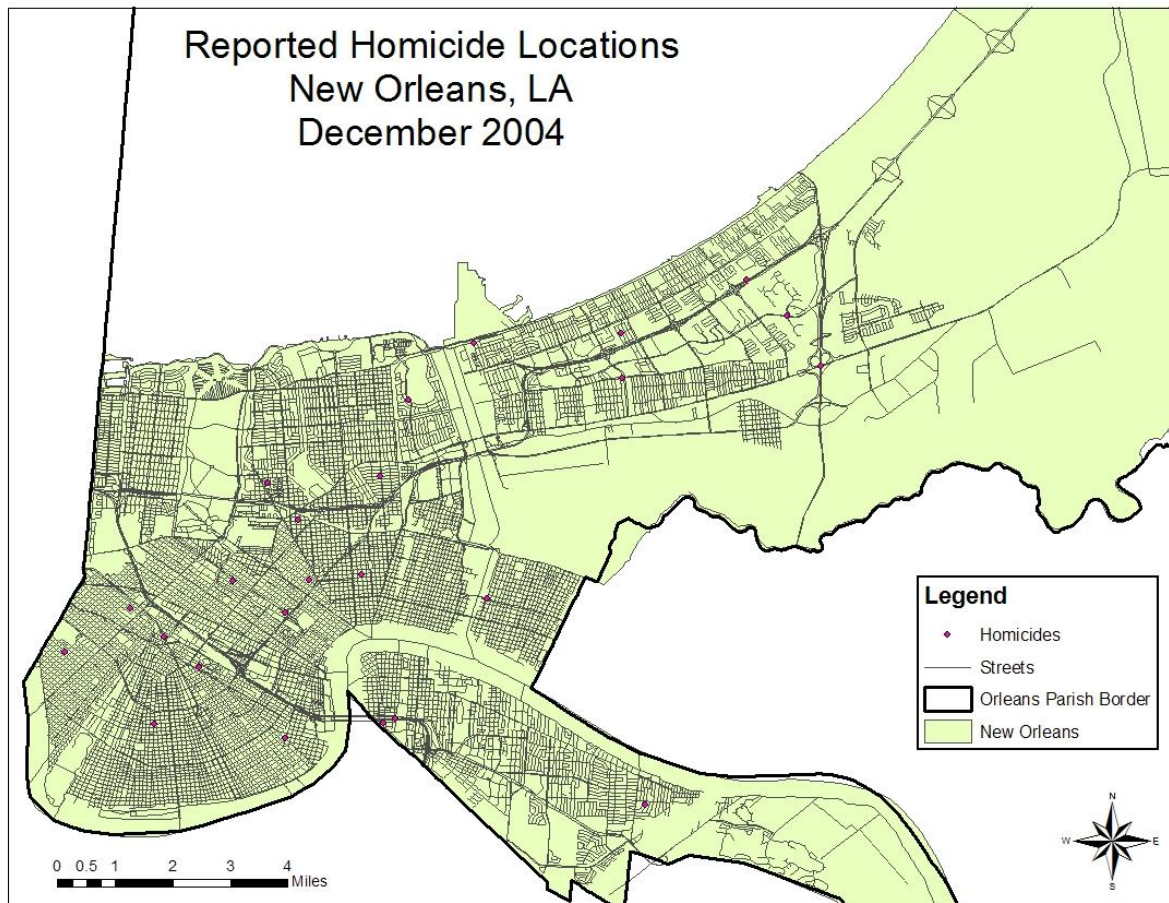 Reported Homicide Locations
New Orleans, LA
December 2004
Legend
Homicides
Streets
Orleans Parish Border
New Orleans
N
W E
S
0 0.5 1 2 3 4
Miles